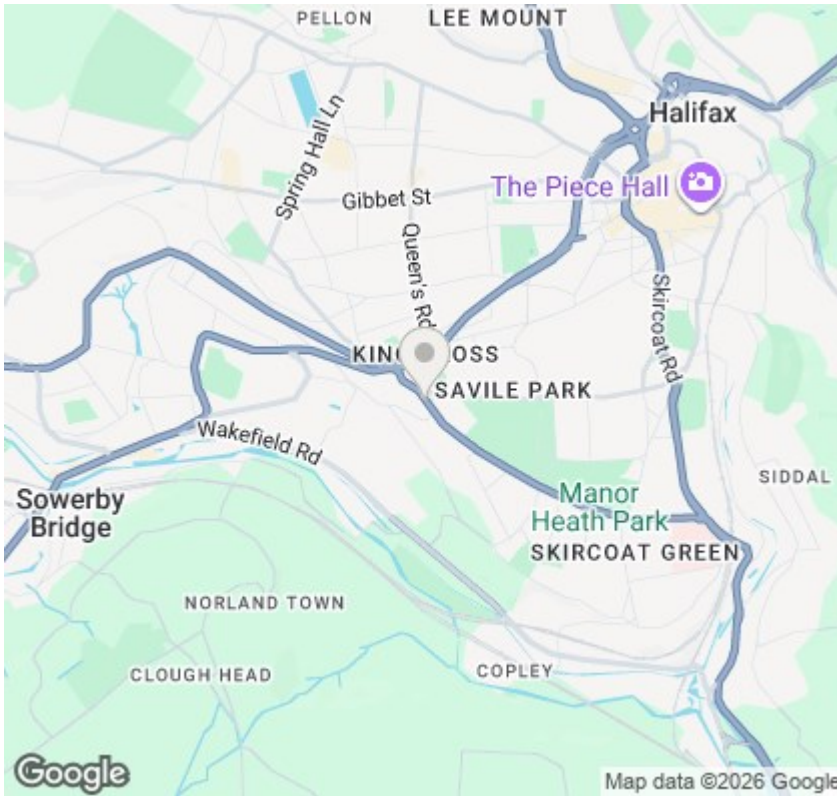 PELLON
LEE MOUNT
Halifax
Spring Hall Ln
The Piece Hall
Gibbet St
Queen's Rd
Skircoat Rd
SAVILE PARK
Wakefield Rd
SIDDAL
Sowerby
Bridge
Manor
Heath Park
SKIRCOAT GREEN
NORLAND TOWN
CLOUGH HEAD
COPLEY
Google
Map data ©2026 Google